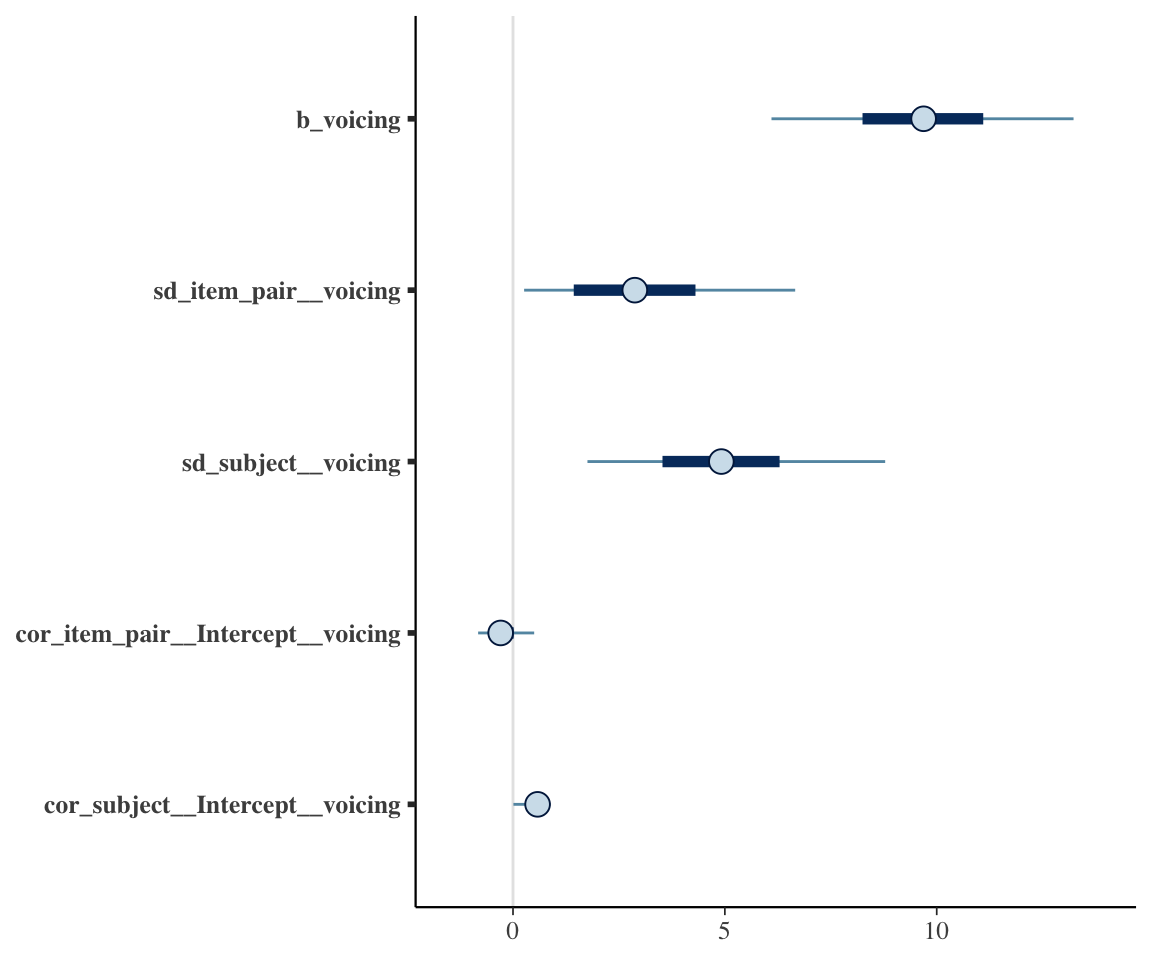 b_voicing
sd_item_pair__voicing
sd_subject__voicing
cor_item_pair__Intercept__voicing
cor_subject__Intercept__voicing
0 5 10